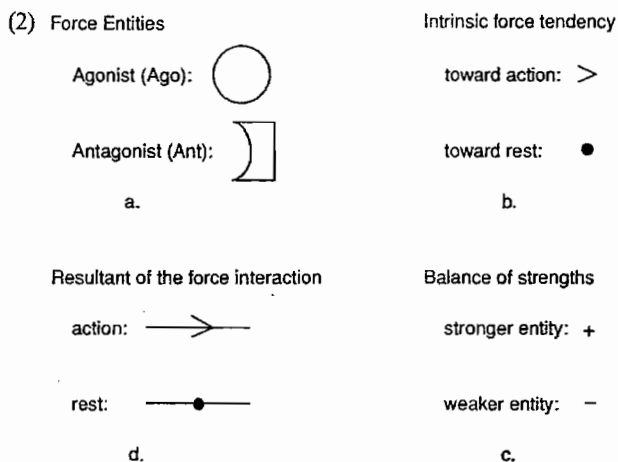 (2) Force Entities
Agonist (Ago):
Antagonist (Ant):
a.
Intrinsic force tendency
toward action: >
toward rest: ●
b.
Resultant of the force interaction
action:
rest:
d.
Balance of strengths
stronger entity: +
weaker entity: −
c.